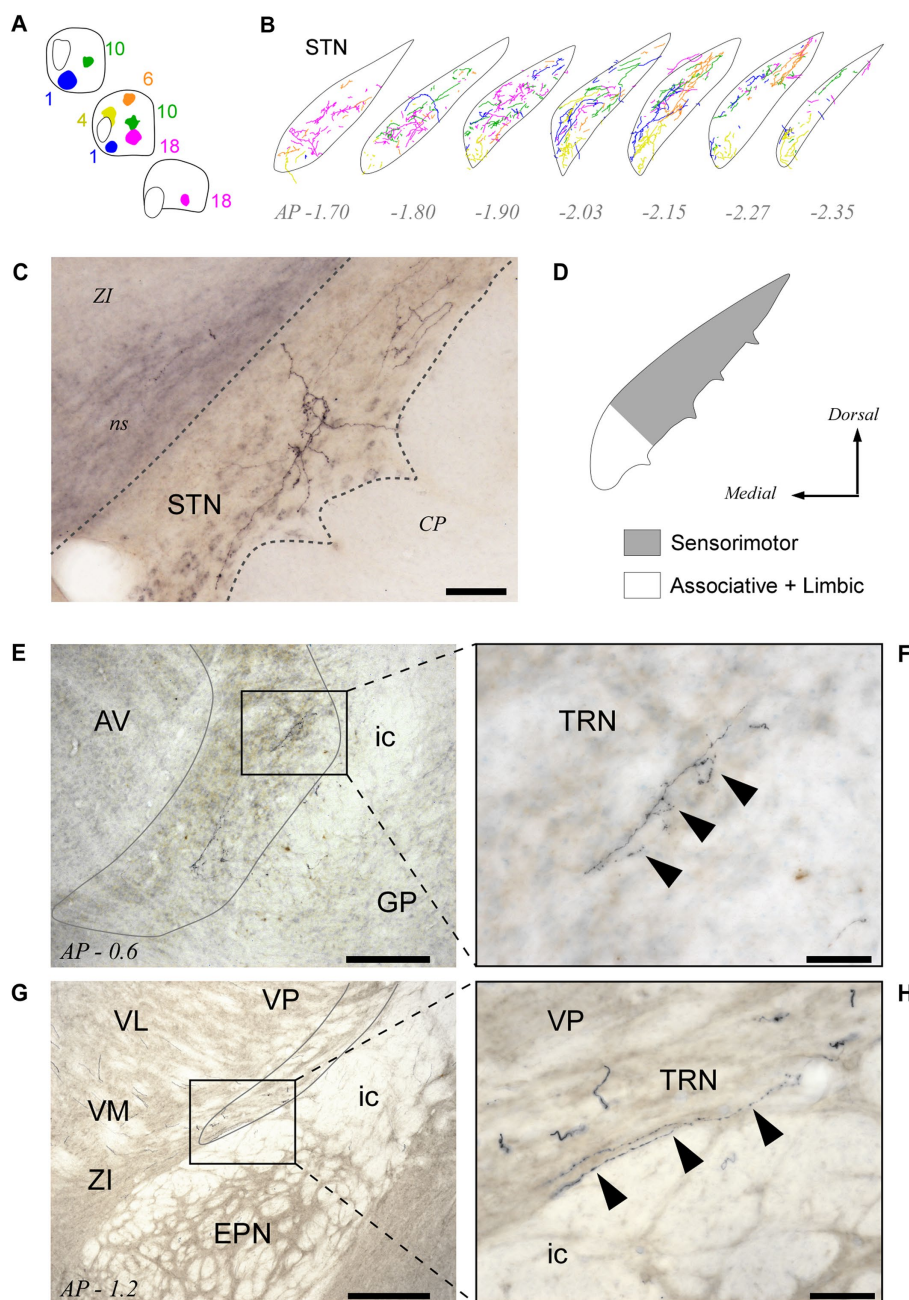 A
10
1
6
4
10
1
18
18
B
STN
AP -1.70 -1.80 -1.90 -2.03 -2.15 -2.27 -2.35
C
ZI
ns
STN
CP
D
Dorsal
Medial
Sensorimotor
Associative + Limbic
E
AV
ic
GP
AP - 0.6
F
TRN
G
VP
VL
ic
VM
ZI
EPN
AP - 1.2
H
VP
TRN
ic